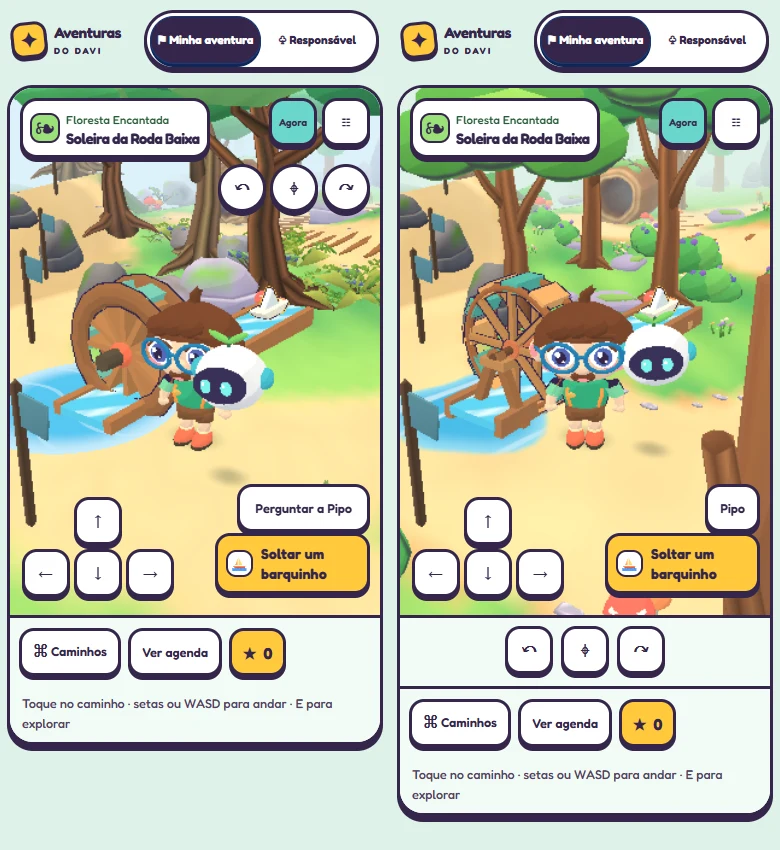 Aventuras
DO DAVI
Minha aventura
Responsável
Floresta Encantada
Soleira da Roda Baixa
Agora
Perguntar a Pipo
Soltar um
barquinho
Caminhos
Ver agenda
★ 0
Toque no caminho · setas ou WASD para andar · E para
explorar
Aventuras
DO DAVI
Minha aventura
Responsável
Floresta Encantada
Soleira da Roda Baixa
Agora
Pipo
Soltar um
barquinho
Caminhos
Ver agenda
★ 0
Toque no caminho · setas ou WASD para andar · E para
explorar